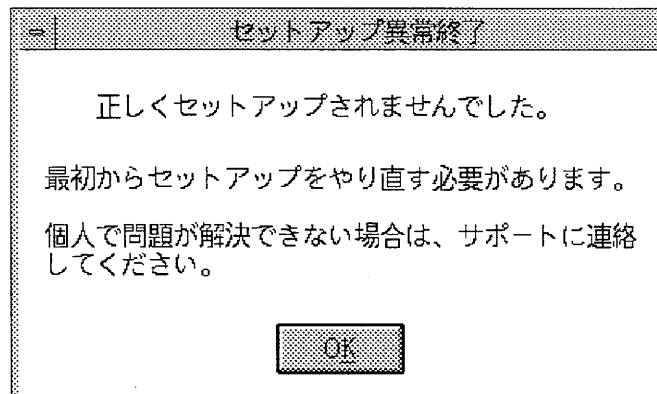 セットアップ異常終了
正しくセットアップされませんでした。
最初からセットアップをやり直す必要があります。
個人で問題が解決できない場合は、サポートに連絡
してください。
OK